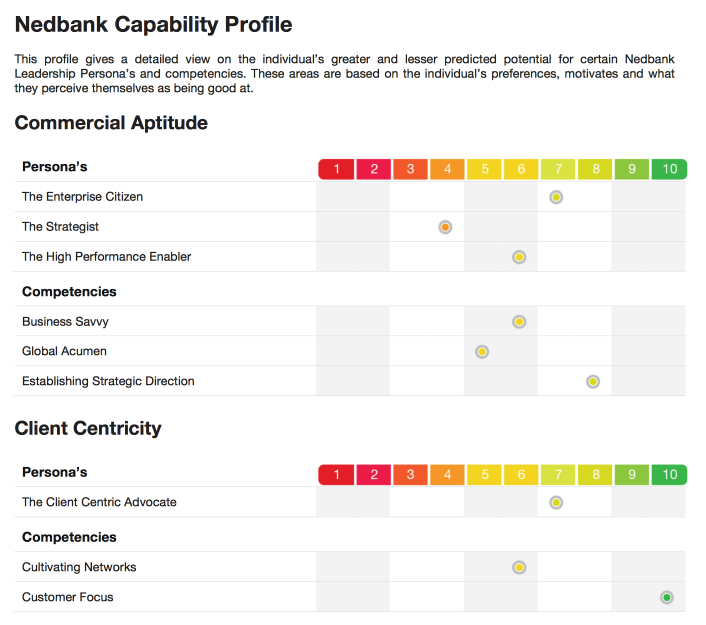 Nedbank Capability Profile
This profile gives a detailed view on the individual's greater and lesser predicted potential for certain Nedbank
Leadership Persona's and competencies. These areas are based on the individual's preferences, motivates and what
they perceive themselves as being good at.
Commercial Aptitude
Persona's 1 2 3 4 5 6 7 8 9 10
The Enterprise Citizen
The Strategist
The High Performance Enabler
Competencies
Business Savvy
Global Acumen
Establishing Strategic Direction
Client Centricity
Persona's 1 2 3 4 5 6 7 8 9 10
The Client Centric Advocate
Competencies
Cultivating Networks
Customer Focus